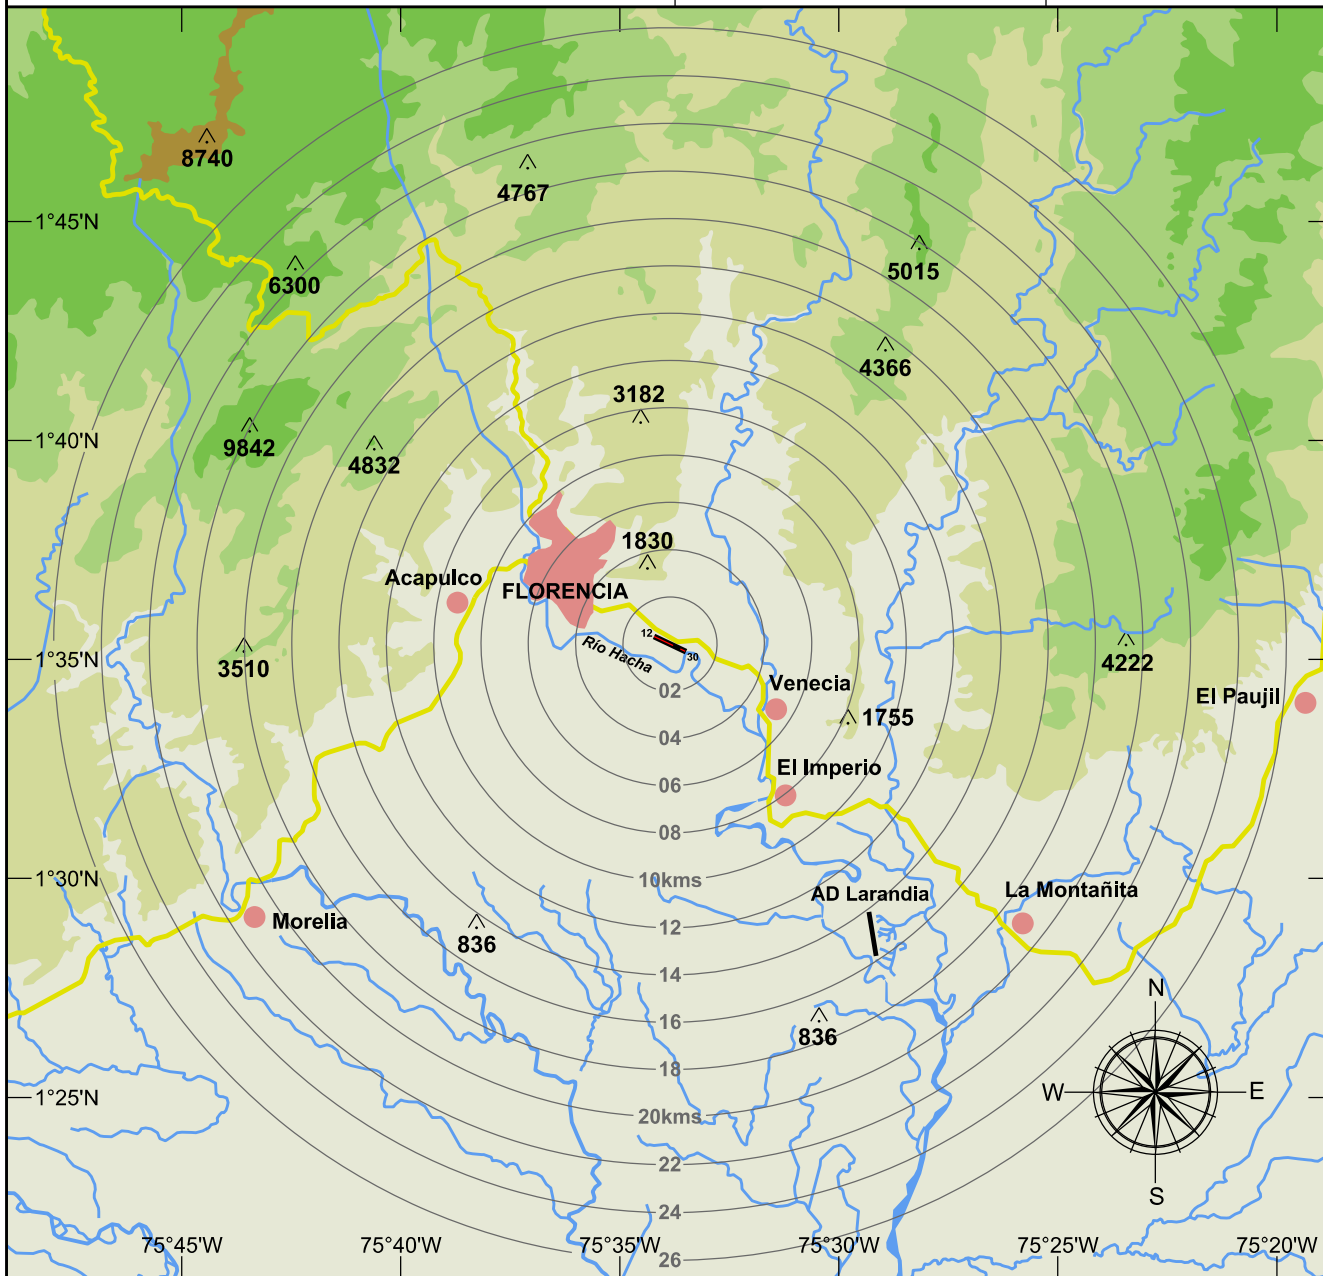 8740
4767
1°45'N
5015
6300
4366
3182
1°40'N
9842
4832
1830
Acapulco
FLORENCIA
12
Río Hacha
30
1°35'N
3510
4222
02
Venecia
El Paujil
1755
04
El Imperio
06
08
1°30'N
10kms
AD Larandia
La Montañita
Morelia
12
836
14
N
16
836
18
W
E
1°25'N
20kms
22
S
24
75°45'W
75°40'W
75°35'W
75°30'W
75°25'W
75°20'W
26